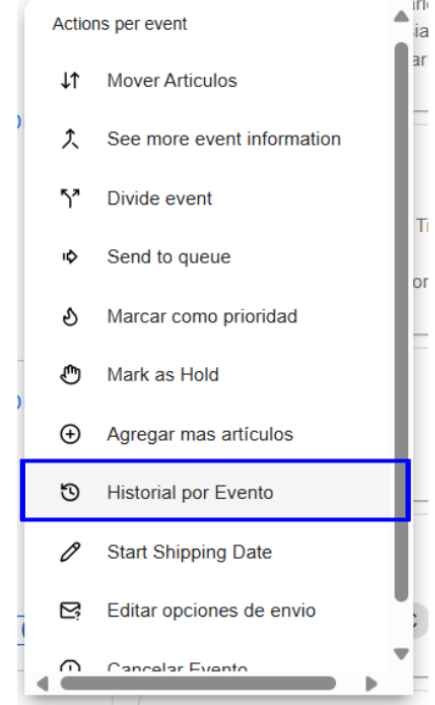 Actions per event
Mover Articulos
See more event information
Divide event
Send to queue
Marcar como prioridad
Mark as Hold
Agregar mas artículos
Historial por Evento
Start Shipping Date
Editar opciones de envio
Cancelar Evento